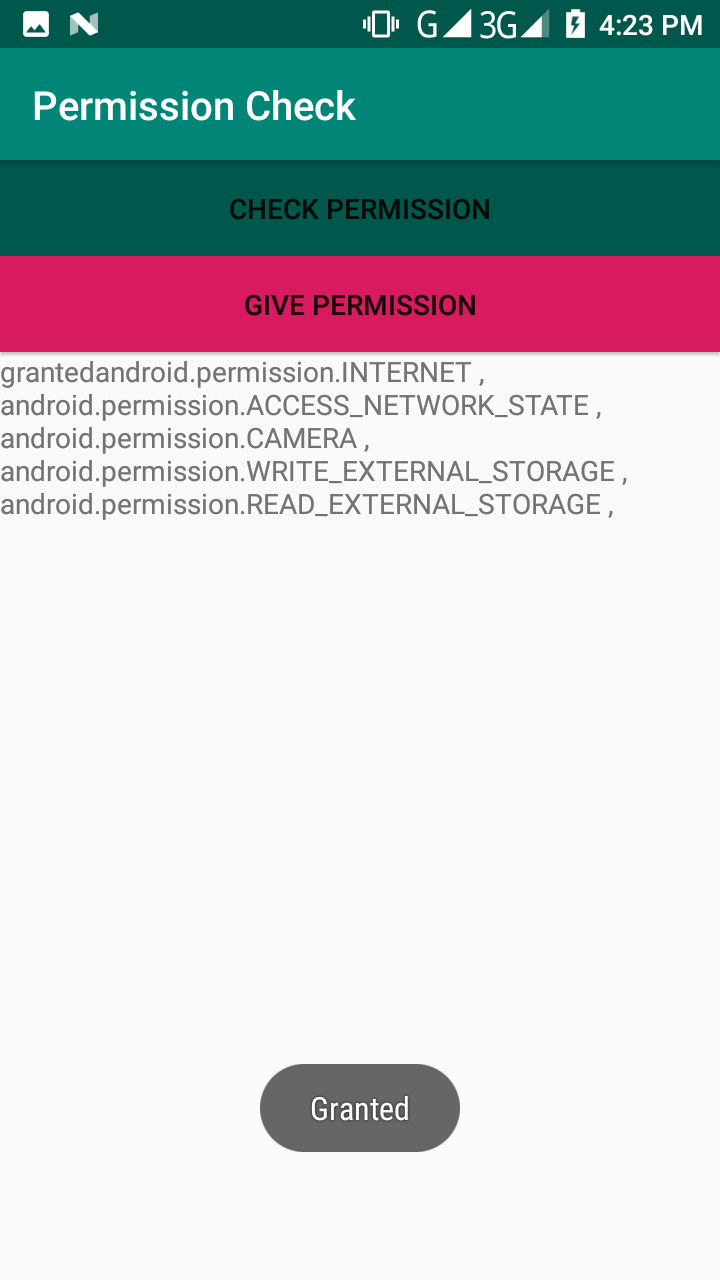 G 3G 4:23 PM
Permission Check
CHECK PERMISSION
GIVE PERMISSION
grantedandroid.permission.INTERNET ,
android.permission.ACCESS_NETWORK_STATE ,
android.permission.CAMERA ,
android.permission.WRITE_EXTERNAL_STORAGE ,
android.permission.READ_EXTERNAL_STORAGE ,
Granted